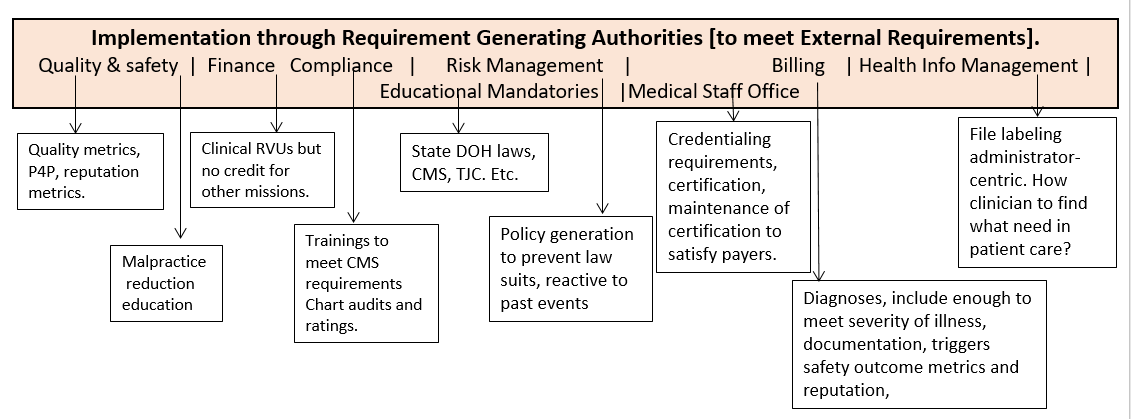 Implementation through Requirement Generating Authorities [to meet External Requirements].
Quality & safety | Finance Compliance | Risk Management | Billing | Health Info Management |
Educational Mandatories |Medical Staff Office
Quality metrics,
P4P, reputation
metrics.
Malpractice
reduction
education
Clinical RVUs but
no credit for
other missions.
Trainings to
meet CMS
requirements
Chart audits and
ratings.
State DOH laws,
CMS, TJC. Etc.
Policy generation
to prevent law
suits, reactive to
past events
Credentialing
requirements,
certification,
maintenance of
certification to
satisfy payers.
Diagnoses, include enough to
meet severity of illness,
documentation, triggers
safety outcome metrics and
reputation,
File labeling
administrator-
centric. How
clinician to find
what need in
patient care?